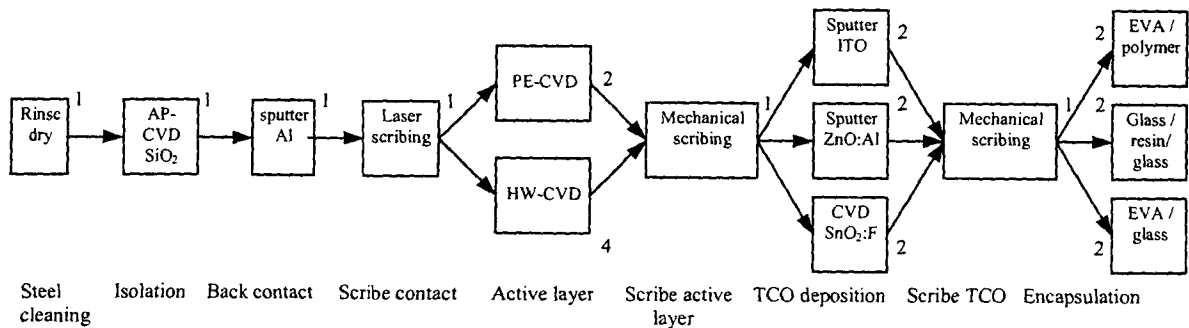 Rinse
dry
1
AP-
CVD
SiO₂
1
sputter
Al
1
Laser
scribing
1
PE-CVD
2
HW-CVD
4
Mechanical
scribing
1
Sputter
ITO
2
Sputter
ZnO:Al
2
CVD
SnO₂:F
2
Mechanical
scribing
1
EVA /
polymer
2
Glass /
resin/
glass
2
EVA /
glass
2
Steel
cleaning
Isolation
Back contact
Scribe contact
Active layer
Scribe active
layer
TCO deposition
Scribe TCO
Encapsulation